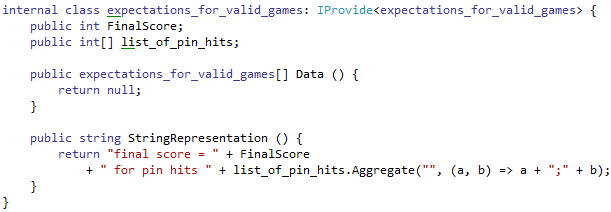 internal class expectations_for_valid_games: IProvide<expectations_for_valid_games> {
    public int FinalScore;
    public int[] list_of_pin_hits;

    public expectations_for_valid_games[] Data () {
        return null;
    }

    public string StringRepresentation () {
        return "final score = " + FinalScore
            + " for pin hits " + list_of_pin_hits.Aggregate("", (a, b) => a + ";" + b);
    }
}